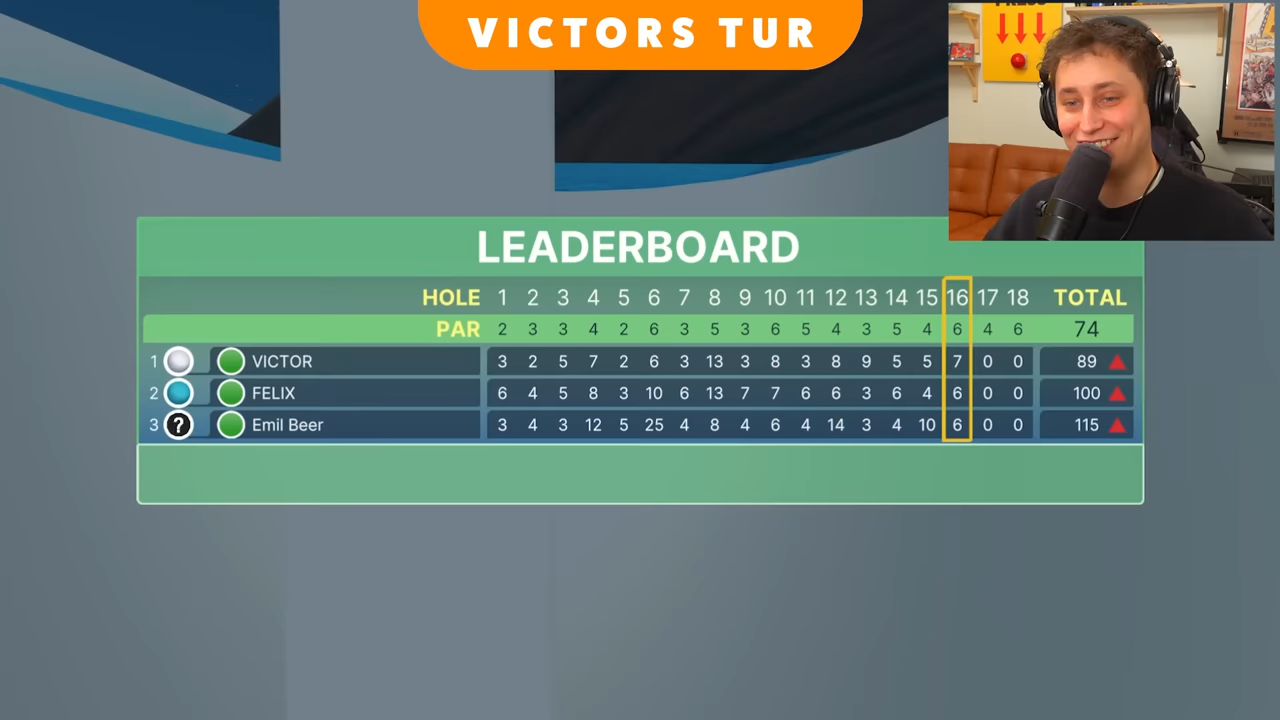 VICTORS TUR
PRESS
LEADERBOARD
HOLE 1 2 3 4 5 6 7 8 9 10 11 12 13 14 15 16 17 18 TOTAL
PAR 2 3 3 4 2 6 3 5 3 6 5 4 3 5 4 6 4 6 74
1 VICTOR 3 2 5 7 2 6 3 13 3 8 3 8 9 5 5 7 0 0 89
2 FELIX 6 4 5 8 3 10 6 13 7 7 6 6 3 6 4 6 0 0 100
3 ? Emil Beer 3 4 3 12 5 25 4 8 4 6 4 14 3 4 10 6 0 0 115